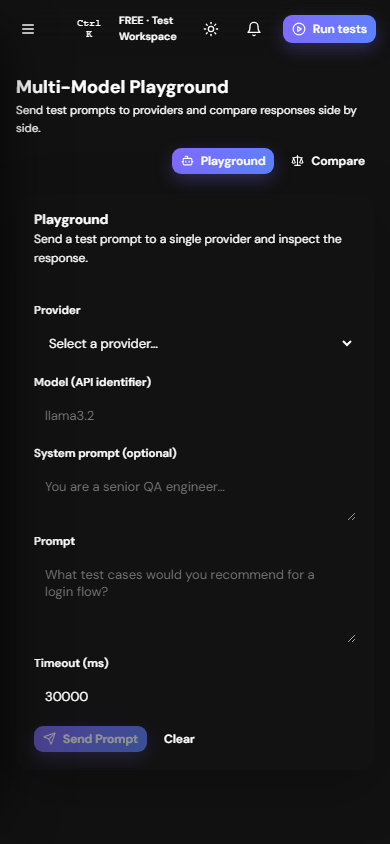 Ctrl
K
FREE · Test
Workspace
Run tests
Multi-Model Playground
Send test prompts to providers and compare responses side by
side.
Playground
Compare
Playground
Send a test prompt to a single provider and inspect the
response.
Provider
Select a provider...
Model (API identifier)
llama3.2
System prompt (optional)
You are a senior QA engineer...
Prompt
What test cases would you recommend for a
login flow?
Timeout (ms)
30000
Send Prompt
Clear